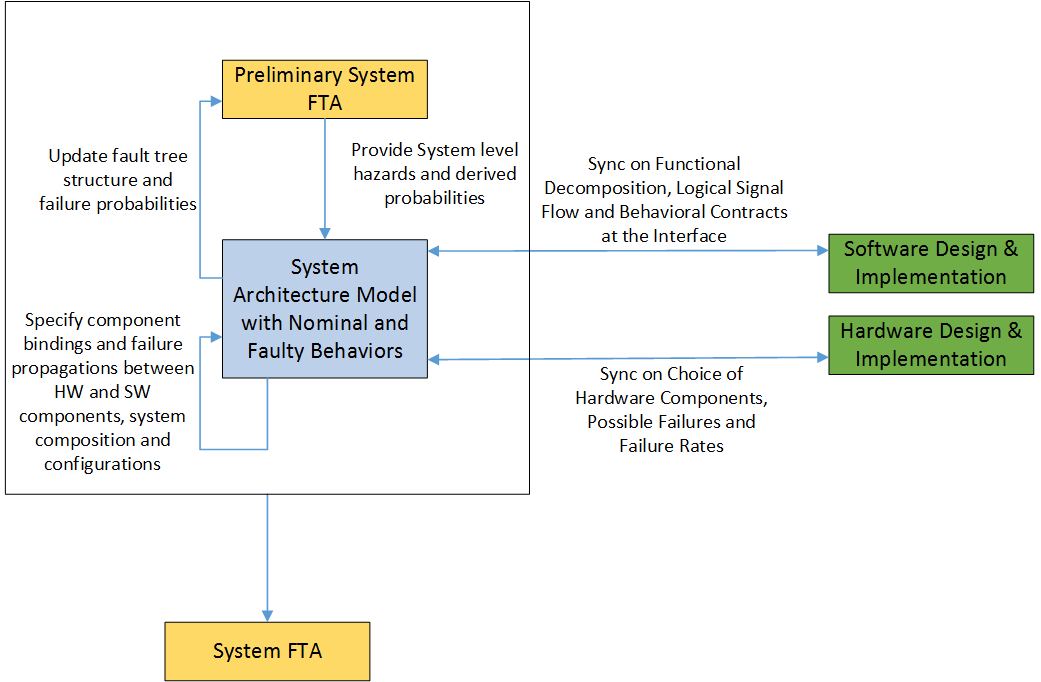 Preliminary System
FTA
Update fault tree
structure and
failure probabilities
Provide System level
hazards and derived
probabilities
Sync on Functional
Decomposition, Logical Signal
Flow and Behavioral Contracts
at the Interface
Software Design &
Implementation
System
Architecture Model
with Nominal and
Faulty Behaviors
Specify component
bindings and failure
propagations between
HW and SW
components, system
composition and
configurations
Hardware Design &
Implementation
Sync on Choice of
Hardware Components,
Possible Failures and
Failure Rates
System FTA